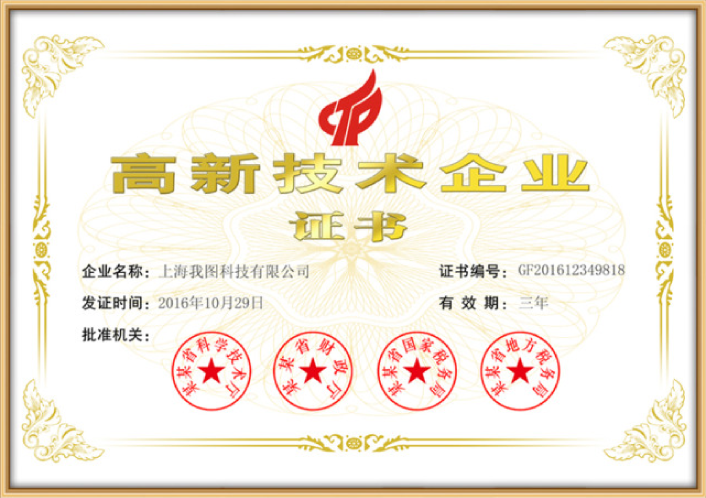 CTP
高新技术企业
证书
企业名称：上海我图科技有限公司 证书编号：GF201612349818
发证时间：2016年10月29日 有 效 期：三年
批准机关：
某某省科学技术厅 某某省财政厅 某某省国家税务局 某某省地方税务局